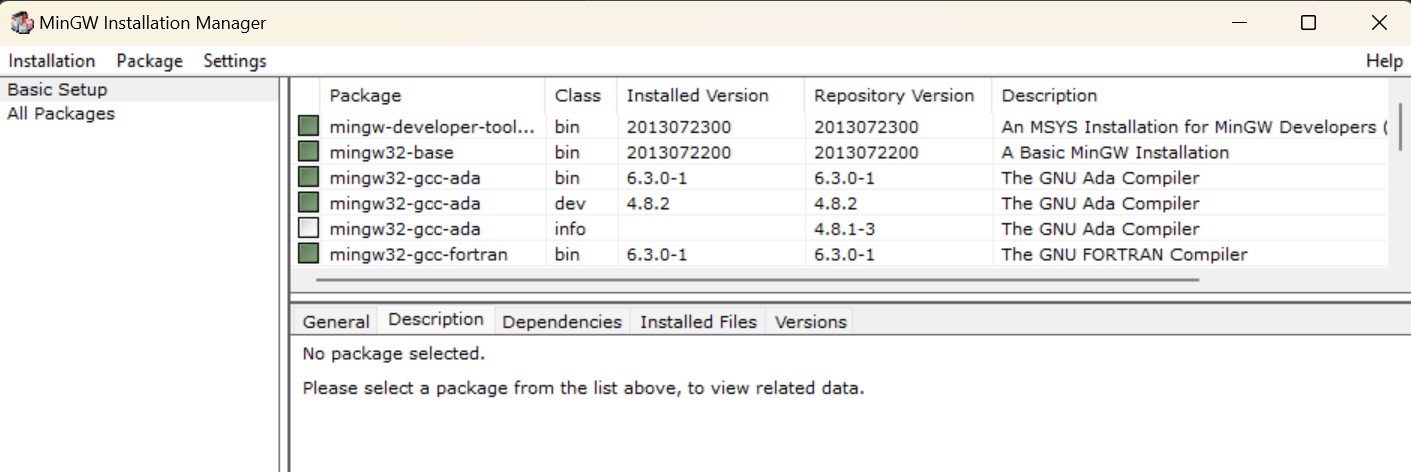 MinGW Installation Manager
Installation Package Settings Help
Basic Setup
All Packages
Package Class Installed Version Repository Version Description
mingw-developer-tool... bin 2013072300 2013072300 An MSYS Installation for MinGW Developers (
mingw32-base bin 2013072200 2013072200 A Basic MinGW Installation
mingw32-gcc-ada bin 6.3.0-1 6.3.0-1 The GNU Ada Compiler
mingw32-gcc-ada dev 4.8.2 4.8.2 The GNU Ada Compiler
mingw32-gcc-ada info 4.8.1-3 The GNU Ada Compiler
mingw32-gcc-fortran bin 6.3.0-1 6.3.0-1 The GNU FORTRAN Compiler
General Description Dependencies Installed Files Versions
No package selected.
Please select a package from the list above, to view related data.